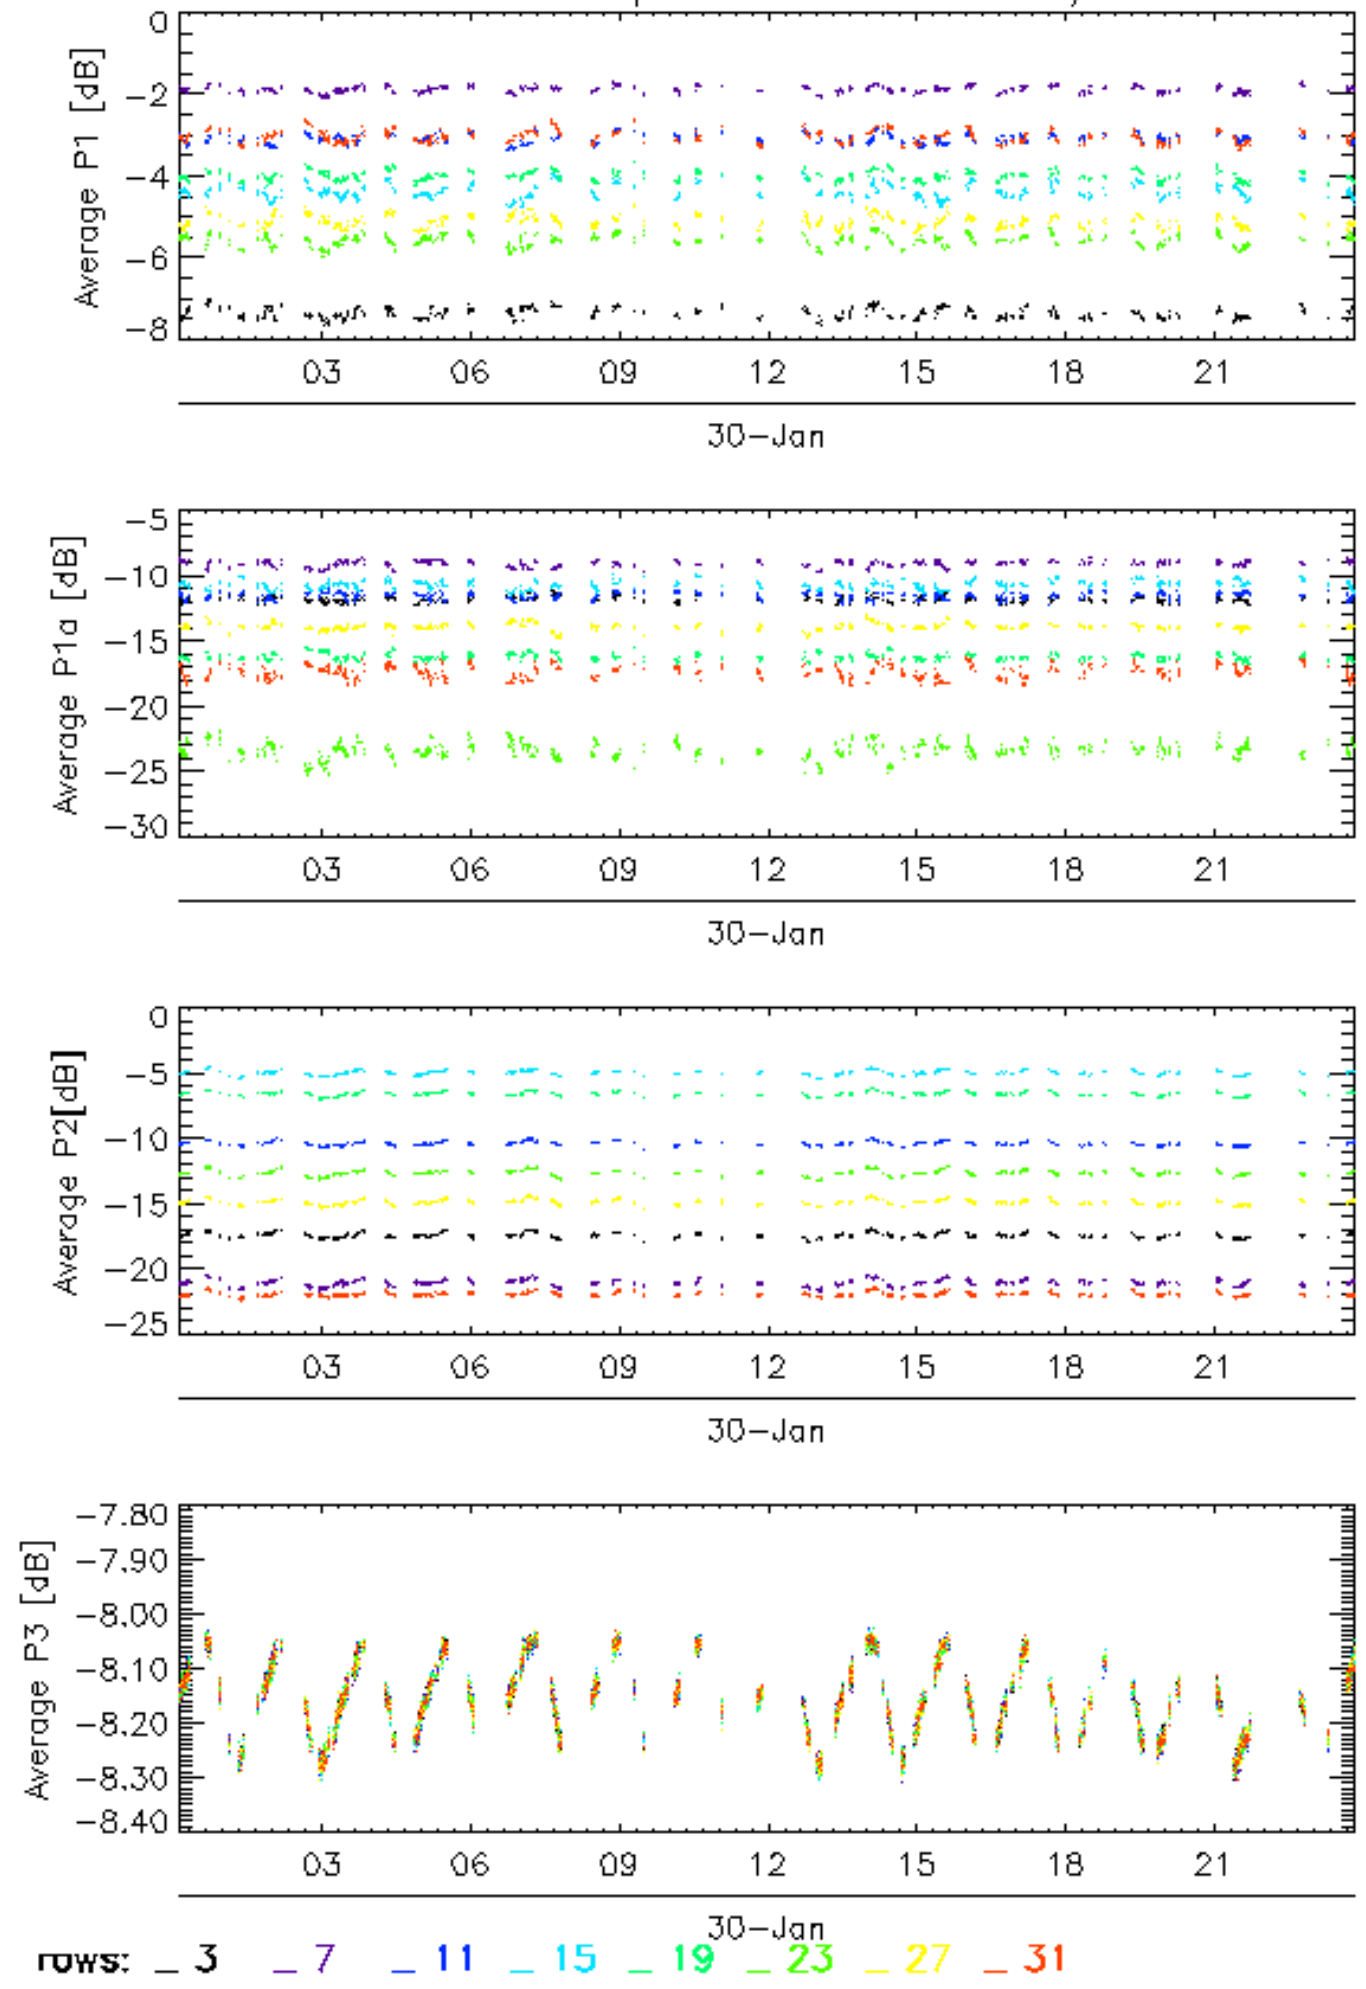 0
-2
-4
-6
-8
Average P1 [dB]
03 06 09 12 15 18 21
30-Jan
-5
-10
-15
-20
-25
-30
Average P1a [dB]
03 06 09 12 15 18 21
30-Jan
0
-5
-10
-15
-20
-25
Average P2[dB]
03 06 09 12 15 18 21
30-Jan
-7.80
-7.90
-8.00
-8.10
-8.20
-8.30
-8.40
Average P3 [dB]
03 06 09 12 15 18 21
30-Jan
rows: _ 3 _ 7 _ 11 _ 15 _ 19 _ 23 _ 27 _ 31